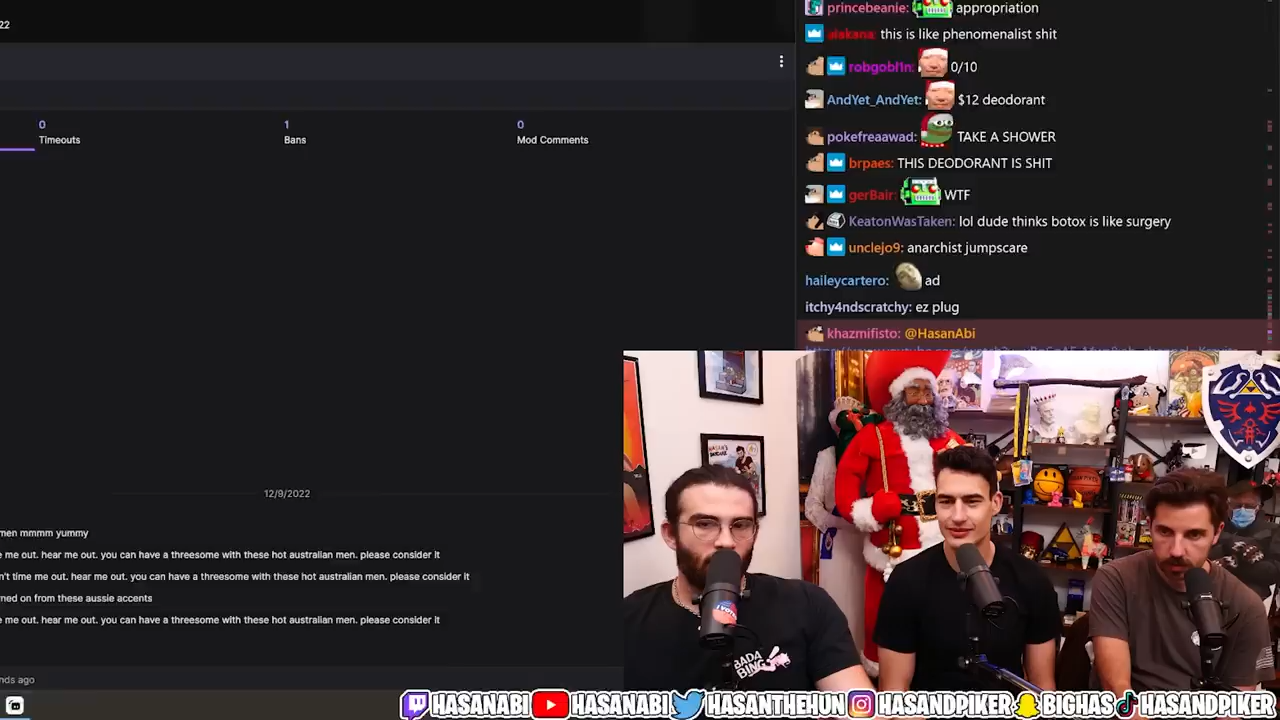 22
princebeanie: appropriation
alakana: this is like phenomenalist shit
robgobl1n: 0/10
AndYet_AndYet: $12 deodorant
pokefreaawad: TAKE A SHOWER
brpaes: THIS DEODORANT IS SHIT
gerBair: WTF
KeatonWasTaken: lol dude thinks botox is like surgery
unclejo9: anarchist jumpscare
haileycartero: ad
itchy4ndscratchy: ez plug
khazmifisto: @HasanAbi
0
Timeouts
1
Bans
0
Mod Comments
12/9/2022
men mmmm yummy
e me out. hear me out. you can have a threesome with these hot australian men. please consider it
n't time me out. hear me out. you can have a threesome with these hot australian men. please consider it
rned on from these aussie accents
e me out. hear me out. you can have a threesome with these hot australian men. please consider it
nds ago
I VOTED
BADA
BING
HASANABI HASANABI HASANTHEHUN HASANDPIKER BIGHAS HASANDPIKER